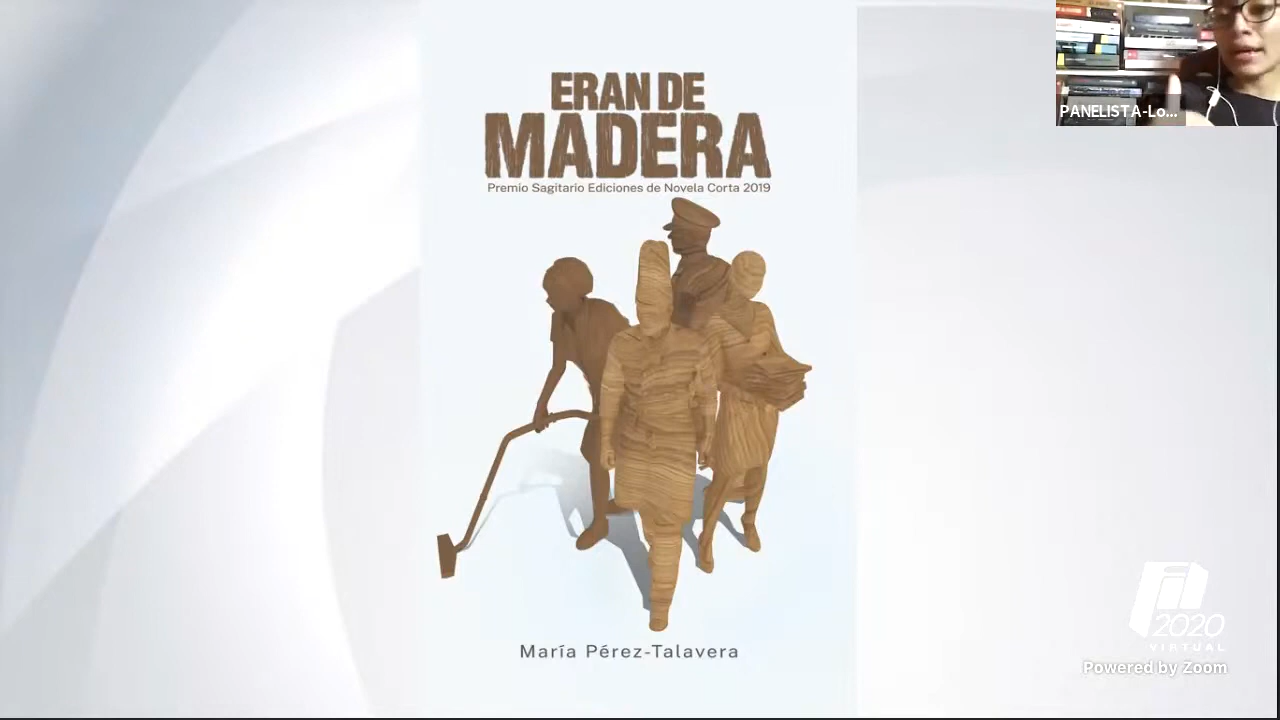 ERAN DE
MADERA
Premio Sagitario Ediciones de Novela Corta 2019
María Pérez-Talavera
PANELISTA-Lo...
2020
VIRTUAL
Powered by Zoom